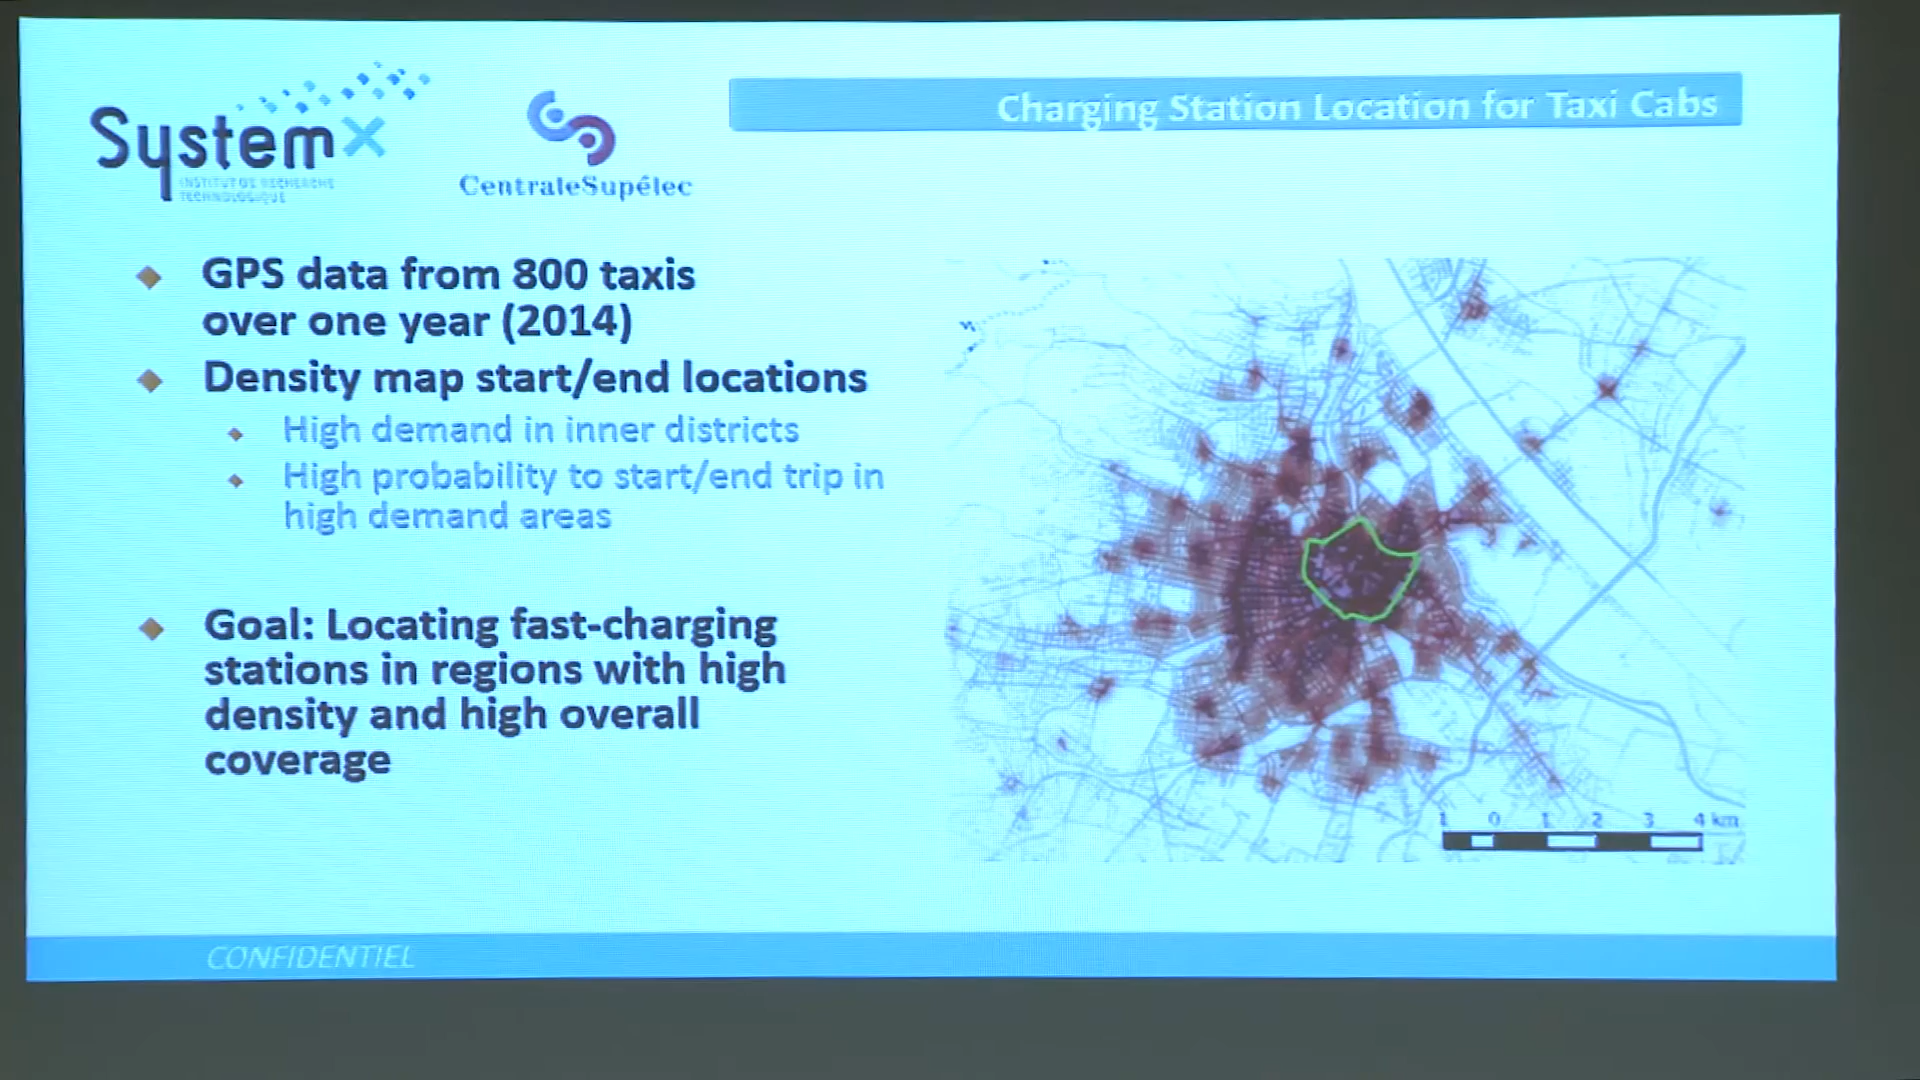 System X
INSTITUT DE RECHERCHE
TECHNOLOGIQUE
CentraleSupélec
Charging Station Location for Taxi Cabs
GPS data from 800 taxis
over one year (2014)
Density map start/end locations
High demand in inner districts
High probability to start/end trip in
high demand areas
Goal: Locating fast-charging
stations in regions with high
density and high overall
coverage
1 0 1 2 3 4 km
CONFIDENTIEL